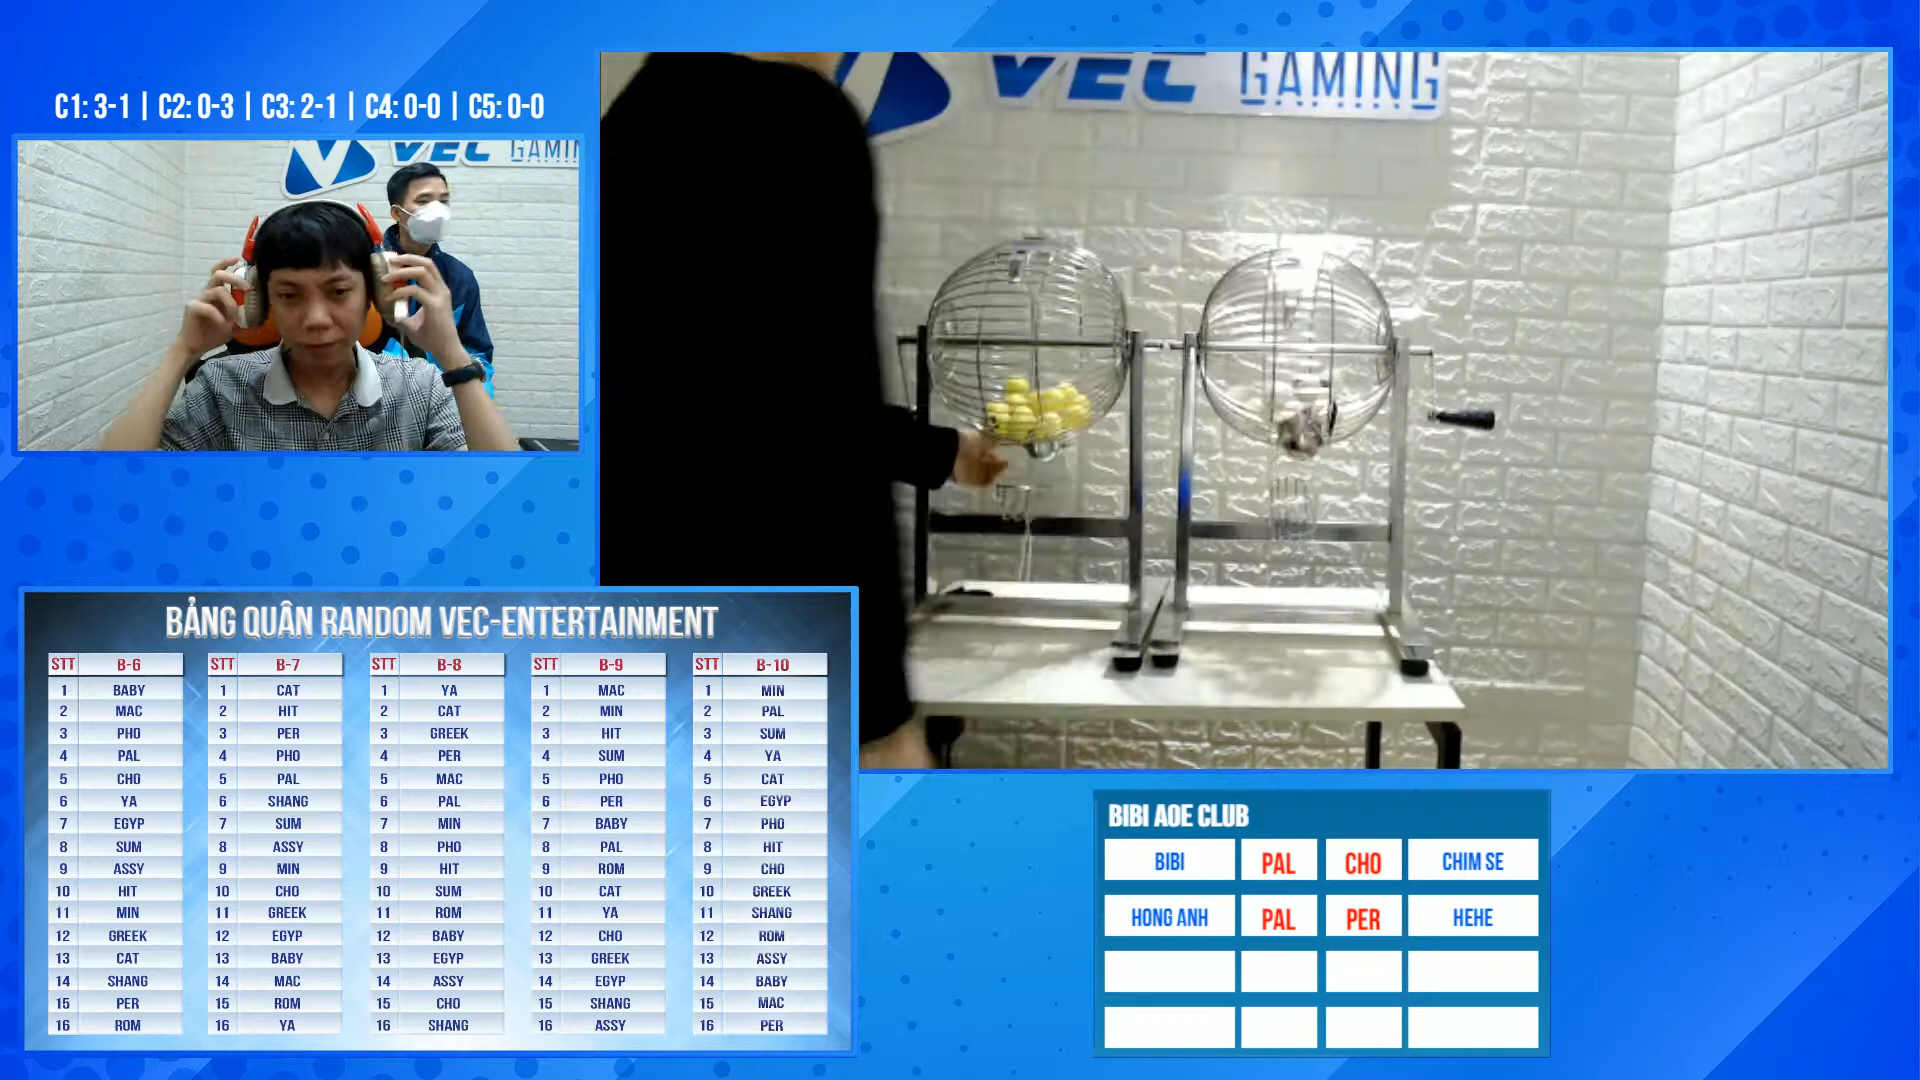 C1: 3-1 | C2: 0-3 | C3: 2-1 | C4: 0-0 | C5: 0-0
VEC GAMIN
VEC GAMING
BẢNG QUÂN RANDOM VEC-ENTERTAINMENT
STT B-6 STT B-7 STT B-8 STT B-9 STT B-10
1 BABY 1 CAT 1 YA 1 MAC 1 MIN
2 MAC 2 HIT 2 CAT 2 MIN 2 PAL
3 PHO 3 PER 3 GREEK 3 HIT 3 SUM
4 PAL 4 PHO 4 PER 4 SUM 4 YA
5 CHO 5 PAL 5 MAC 5 PHO 5 CAT
6 YA 6 SHANG 6 PAL 6 PER 6 EGYP
7 EGYP 7 SUM 7 MIN 7 BABY 7 PHO
8 SUM 8 ASSY 8 PHO 8 PAL 8 HIT
9 ASSY 9 MIN 9 HIT 9 ROM 9 CHO
10 HIT 10 CHO 10 SUM 10 CAT 10 GREEK
11 MIN 11 GREEK 11 ROM 11 YA 11 SHANG
12 GREEK 12 EGYP 12 BABY 12 CHO 12 ROM
13 CAT 13 BABY 13 EGYP 13 GREEK 13 ASSY
14 SHANG 14 MAC 14 ASSY 14 EGYP 14 BABY
15 PER 15 ROM 15 CHO 15 SHANG 15 MAC
16 ROM 16 YA 16 SHANG 16 ASSY 16 PER
BIBI AOE CLUB
BIBI PAL CHO CHIM SE
HONG ANH PAL PER HEHE